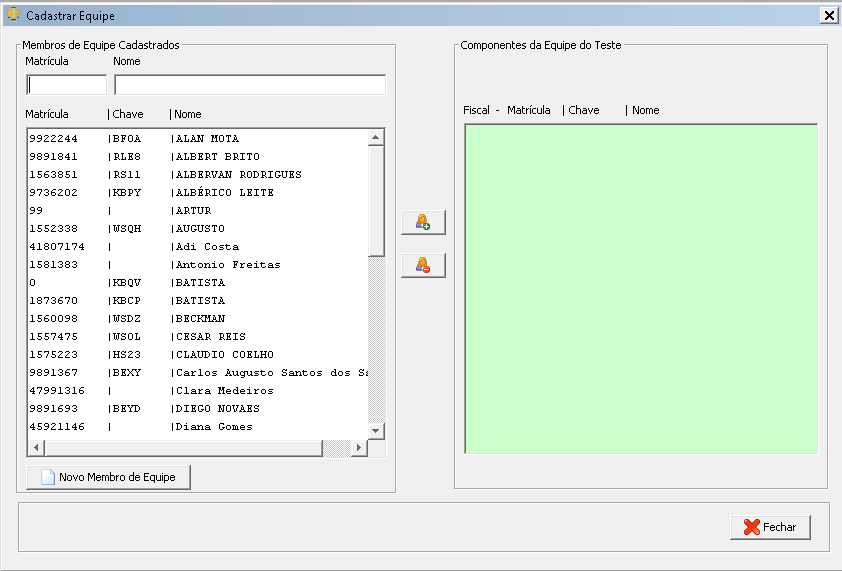 Cadastrar Equipe
Membros de Equipe Cadastrados
Matrícula Nome
Matrícula |Chave |Nome
9922244 |BFOA |ALAN MOTA
9891841 |RLE8 |ALBERT BRITO
1563851 |RS11 |ALBERVAN RODRIGUES
9736202 |KBPY |ALBÉRICO LEITE
99 | |ARTUR
1552338 |WSQH |AUGUSTO
41807174 | |Adi Costa
1581383 | |Antonio Freitas
0 |KBQV |BATISTA
1873670 |KBCP |BATISTA
1560098 |WSDZ |BECKMAN
1557475 |WSOL |CESAR REIS
1575223 |HS23 |CLAUDIO COELHO
9891367 |BEXY |Carlos Augusto Santos dos Sa
47991316 | |Clara Medeiros
9891693 |BEYD |DIEGO NOVAES
45921146 | |Diana Gomes
Novo Membro de Equipe
Componentes da Equipe do Teste
Fiscal - Matrícula |Chave |Nome
Fechar